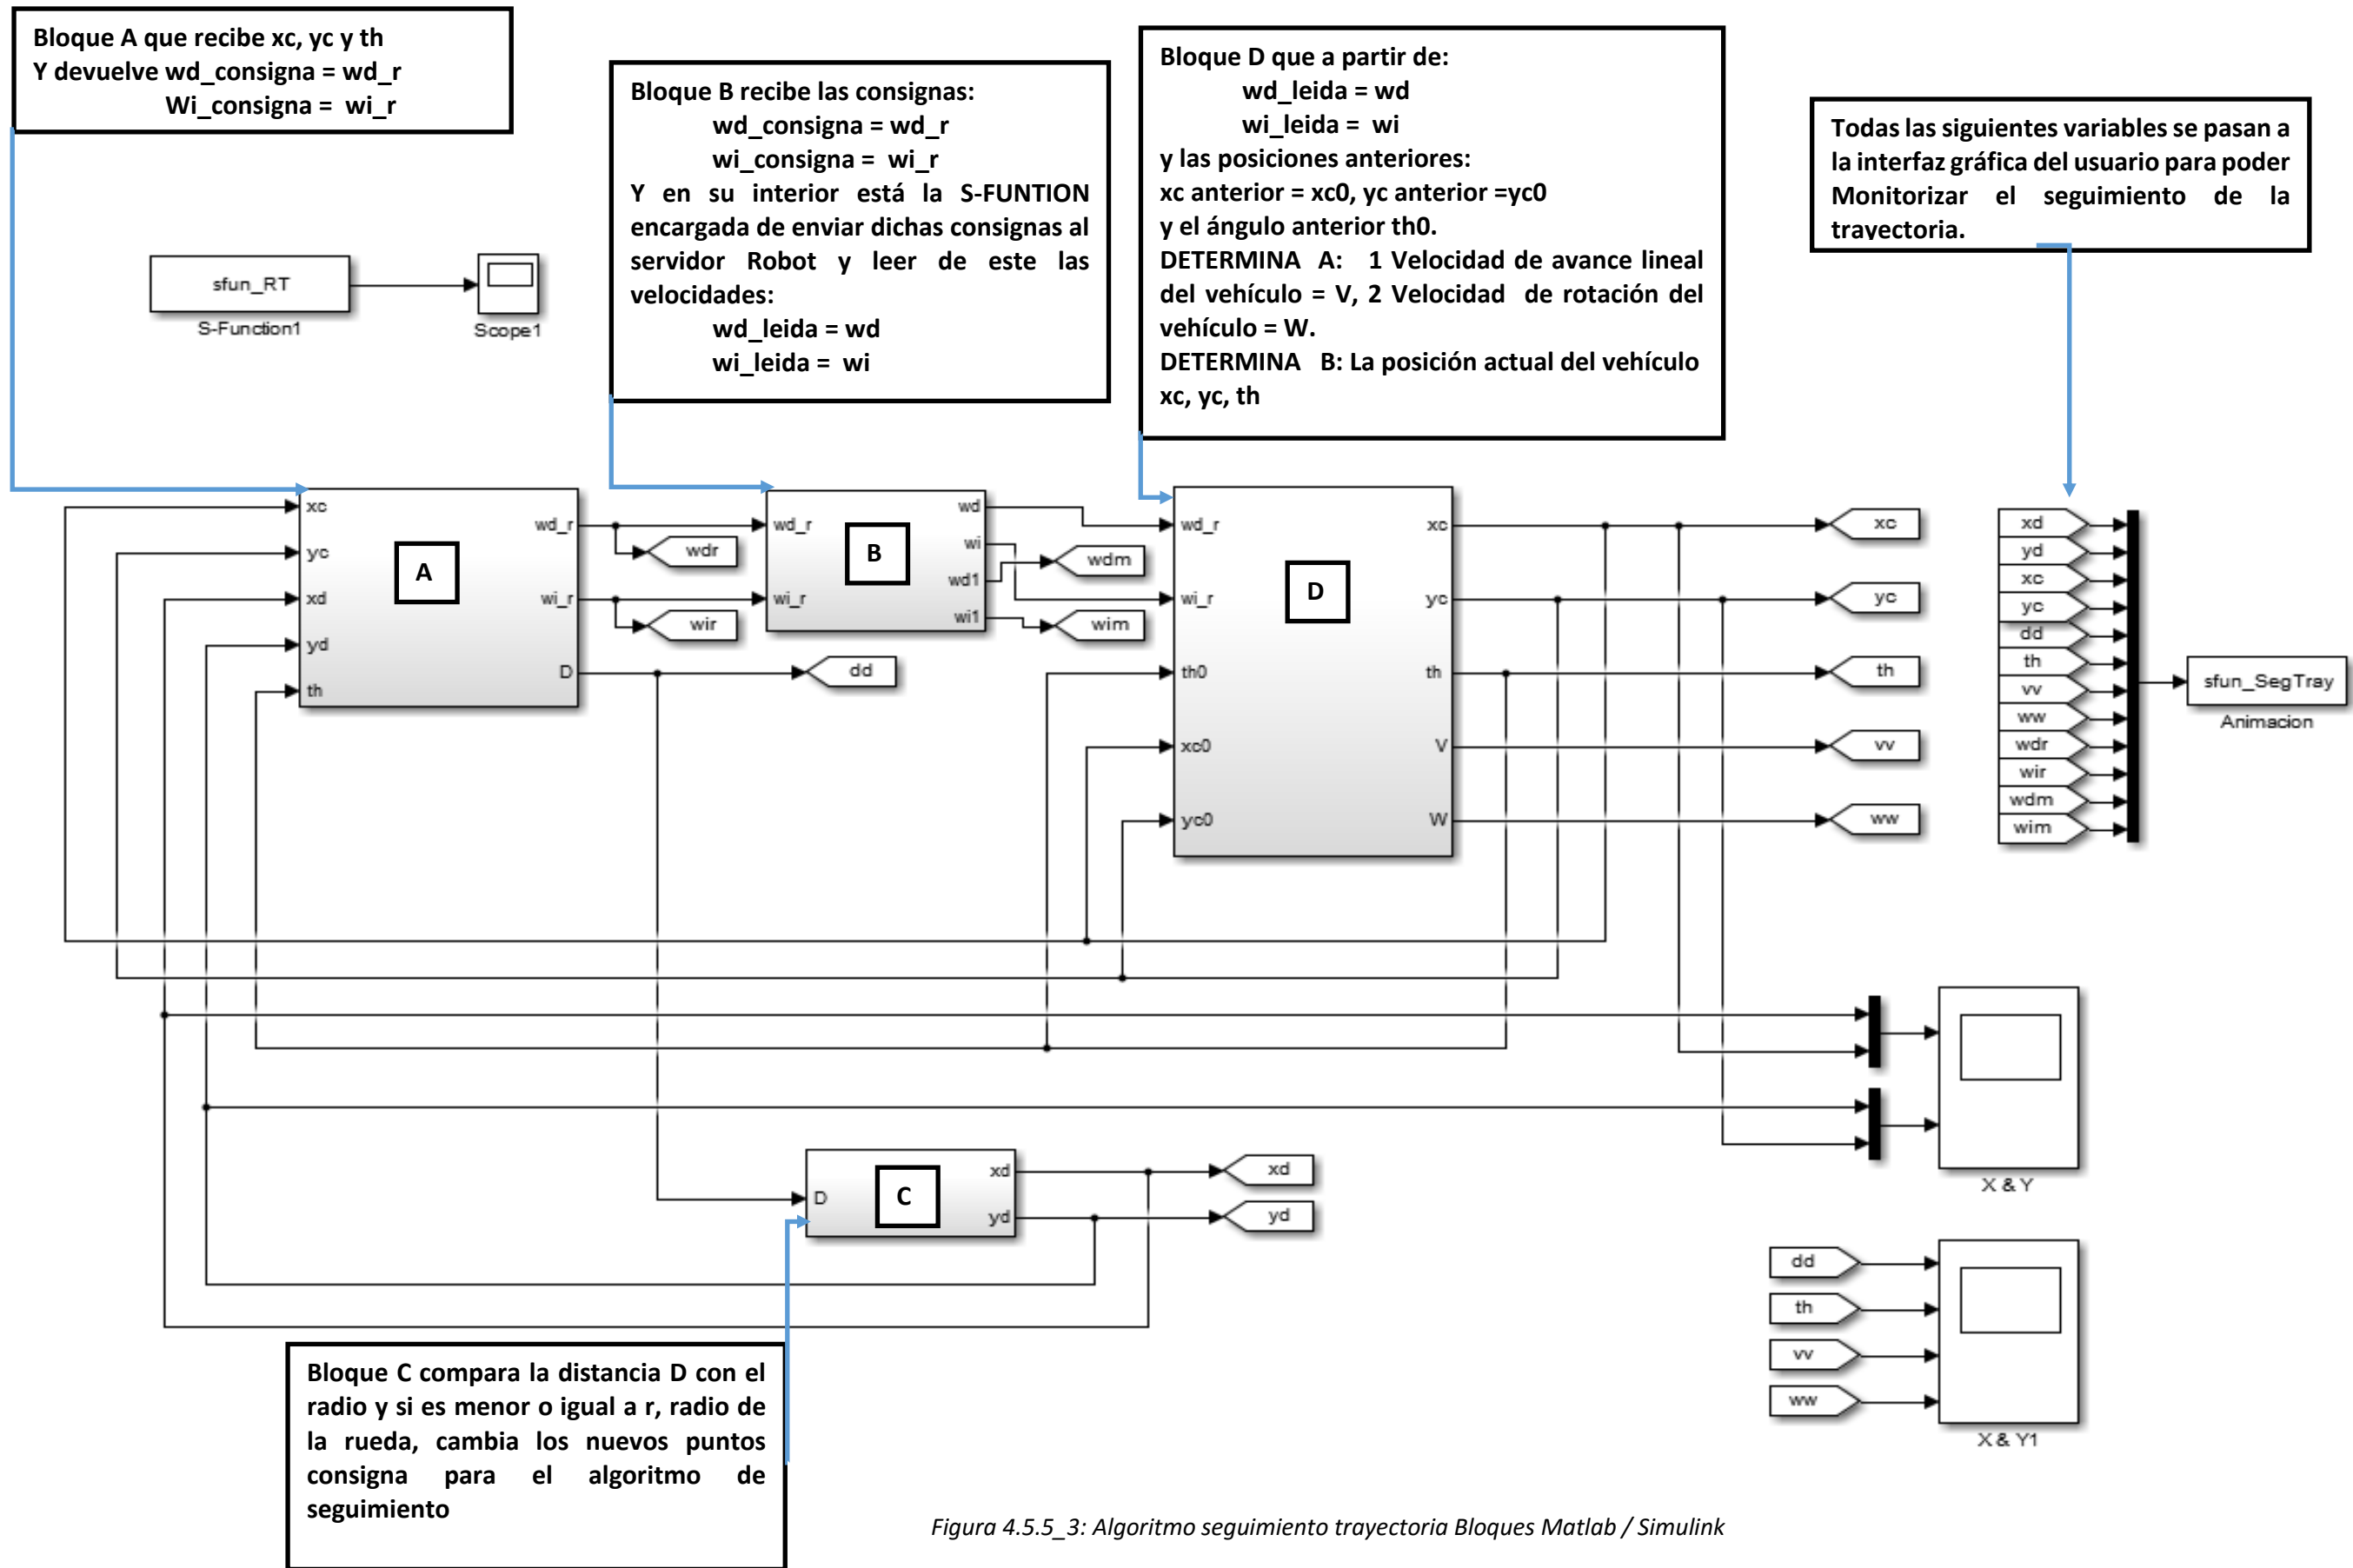 Bloque A que recibe xc, yc y th
Y devuelve wd_consigna = wd_r
Wi_consigna = wi_r
Bloque B recibe las consignas:
wd_consigna = wd_r
wi_consigna = wi_r
Y en su interior está la S-FUNTION
encargada de enviar dichas consignas al
servidor Robot y leer de este las
velocidades:
wd_leida = wd
wi_leida = wi
Bloque D que a partir de:
wd_leida = wd
wi_leida = wi
y las posiciones anteriores:
xc anterior = xc0, yc anterior =yc0
y el ángulo anterior th0.
DETERMINA A: 1 Velocidad de avance lineal
del vehículo = V, 2 Velocidad de rotación del
vehículo = W.
DETERMINA B: La posición actual del vehículo
xc, yc, th
Todas las siguientes variables se pasan a
la interfaz gráfica del usuario para poder
Monitorizar el seguimiento de la
trayectoria.
sfun_RT
S-Function1
Scope1
xc
yc
xd
yd
th
A
wd_r
wi_r
D
wdr
wir
dd
wd_r
wi_r
B
wd
wi
wd1
wi1
wdm
wim
wd_r
wi_r
th0
xc0
yc0
D
xc
yc
th
V
W
xc
yc
th
vv
ww
xd
yd
xc
yc
dd
th
vv
ww
wdr
wir
wdm
wim
sfun_SegTray
Animacion
X & Y
D
C
xd
yd
xd
yd
dd
th
vv
ww
X & Y1
Bloque C compara la distancia D con el
radio y si es menor o igual a r, radio de
la rueda, cambia los nuevos puntos
consigna para el algoritmo de
seguimiento
Figura 4.5.5_3: Algoritmo seguimiento trayectoria Bloques Matlab / Simulink